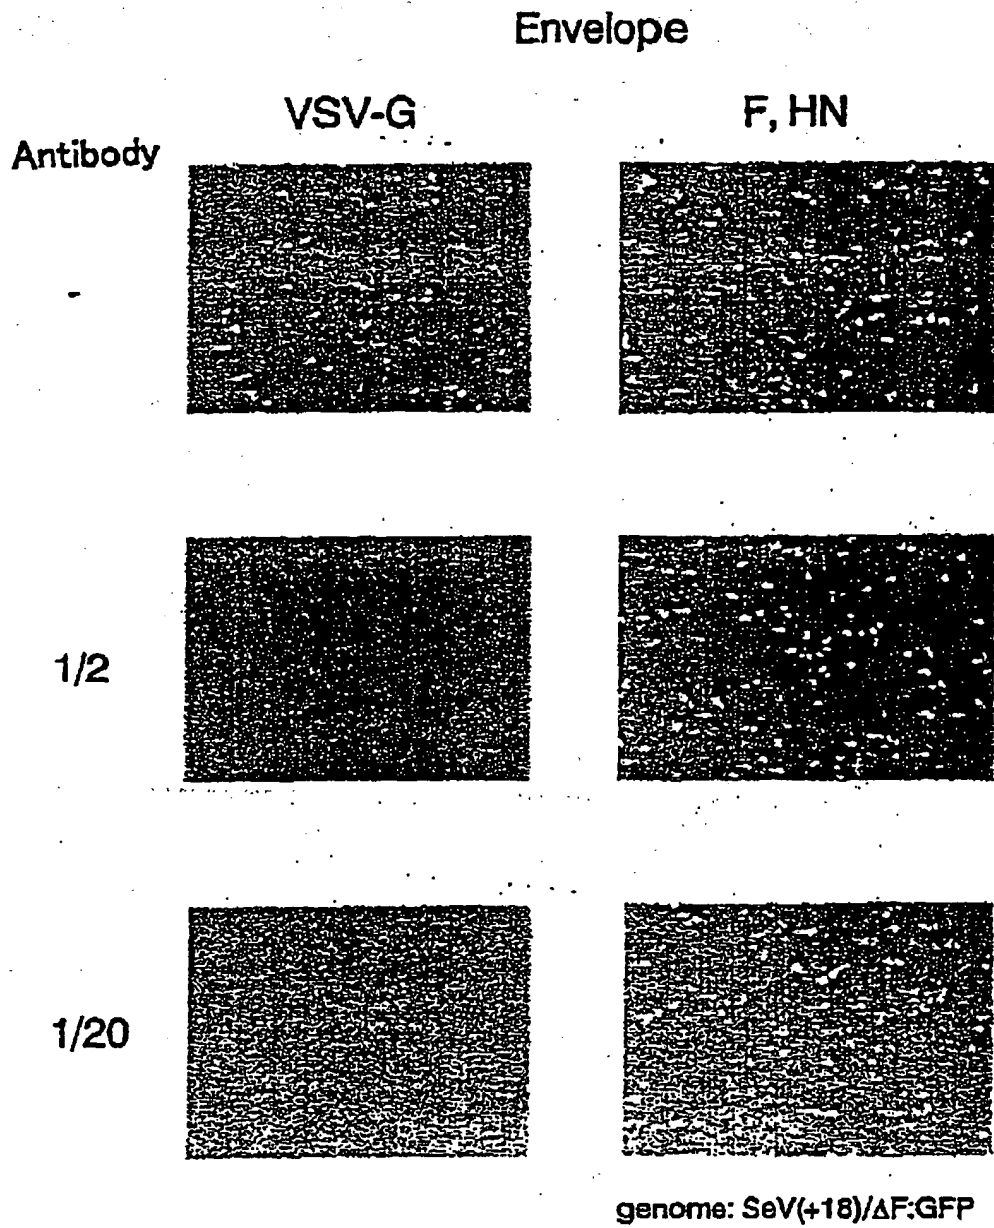 Envelope
VSV-G
F, HN
Antibody
-
1/2
1/20
genome: SeV(+18)/ΔF:GFP